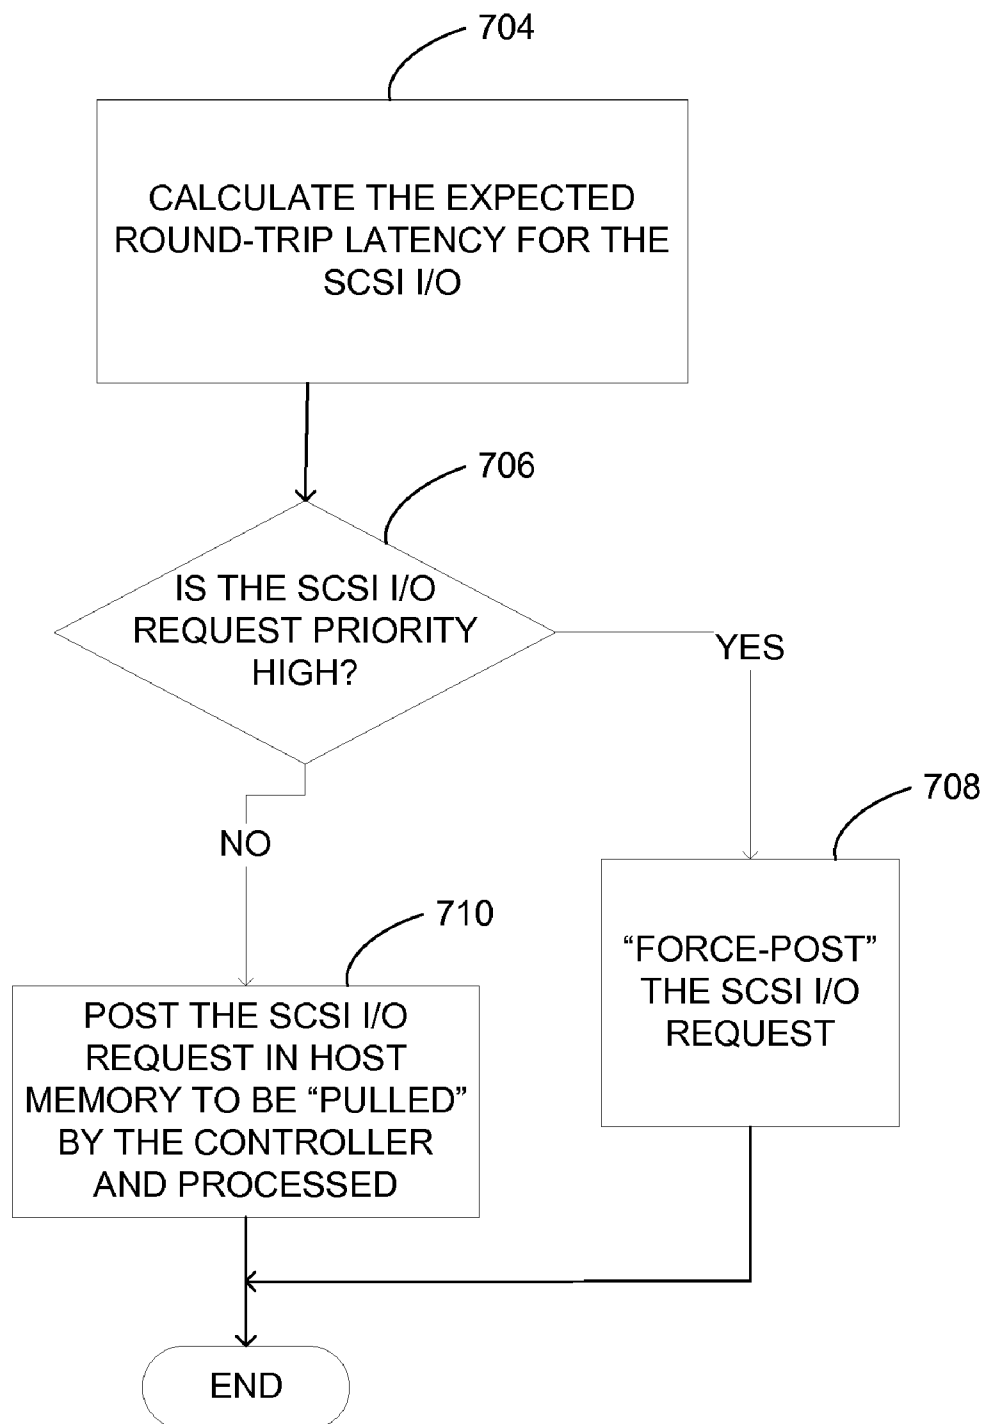 704
CALCULATE THE EXPECTED
ROUND-TRIP LATENCY FOR THE
SCSI I/O
706
IS THE SCSI I/O
REQUEST PRIORITY
HIGH?
YES
NO
708
“FORCE-POST”
THE SCSI I/O
REQUEST
710
POST THE SCSI I/O
REQUEST IN HOST
MEMORY TO BE “PULLED”
BY THE CONTROLLER
AND PROCESSED
END